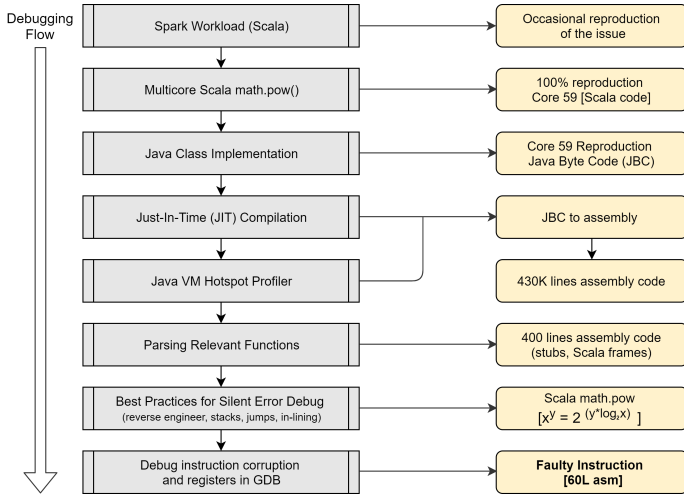 Debugging
Flow
Spark Workload (Scala)
Occasional reproduction
of the issue
Multicore Scala math.pow()
100% reproduction
Core 59 [Scala code]
Java Class Implementation
Core 59 Reproduction
Java Byte Code (JBC)
Just-In-Time (JIT) Compilation
JBC to assembly
Java VM Hotspot Profiler
430K lines assembly code
Parsing Relevant Functions
400 lines assembly code
(stubs, Scala frames)
Best Practices for Silent Error Debug
(reverse engineer, stacks, jumps, in-lining)
Scala math.pow
[xʸ = 2 (y*log₂x) ]
Debug instruction corruption
and registers in GDB
Faulty Instruction
[60L asm]